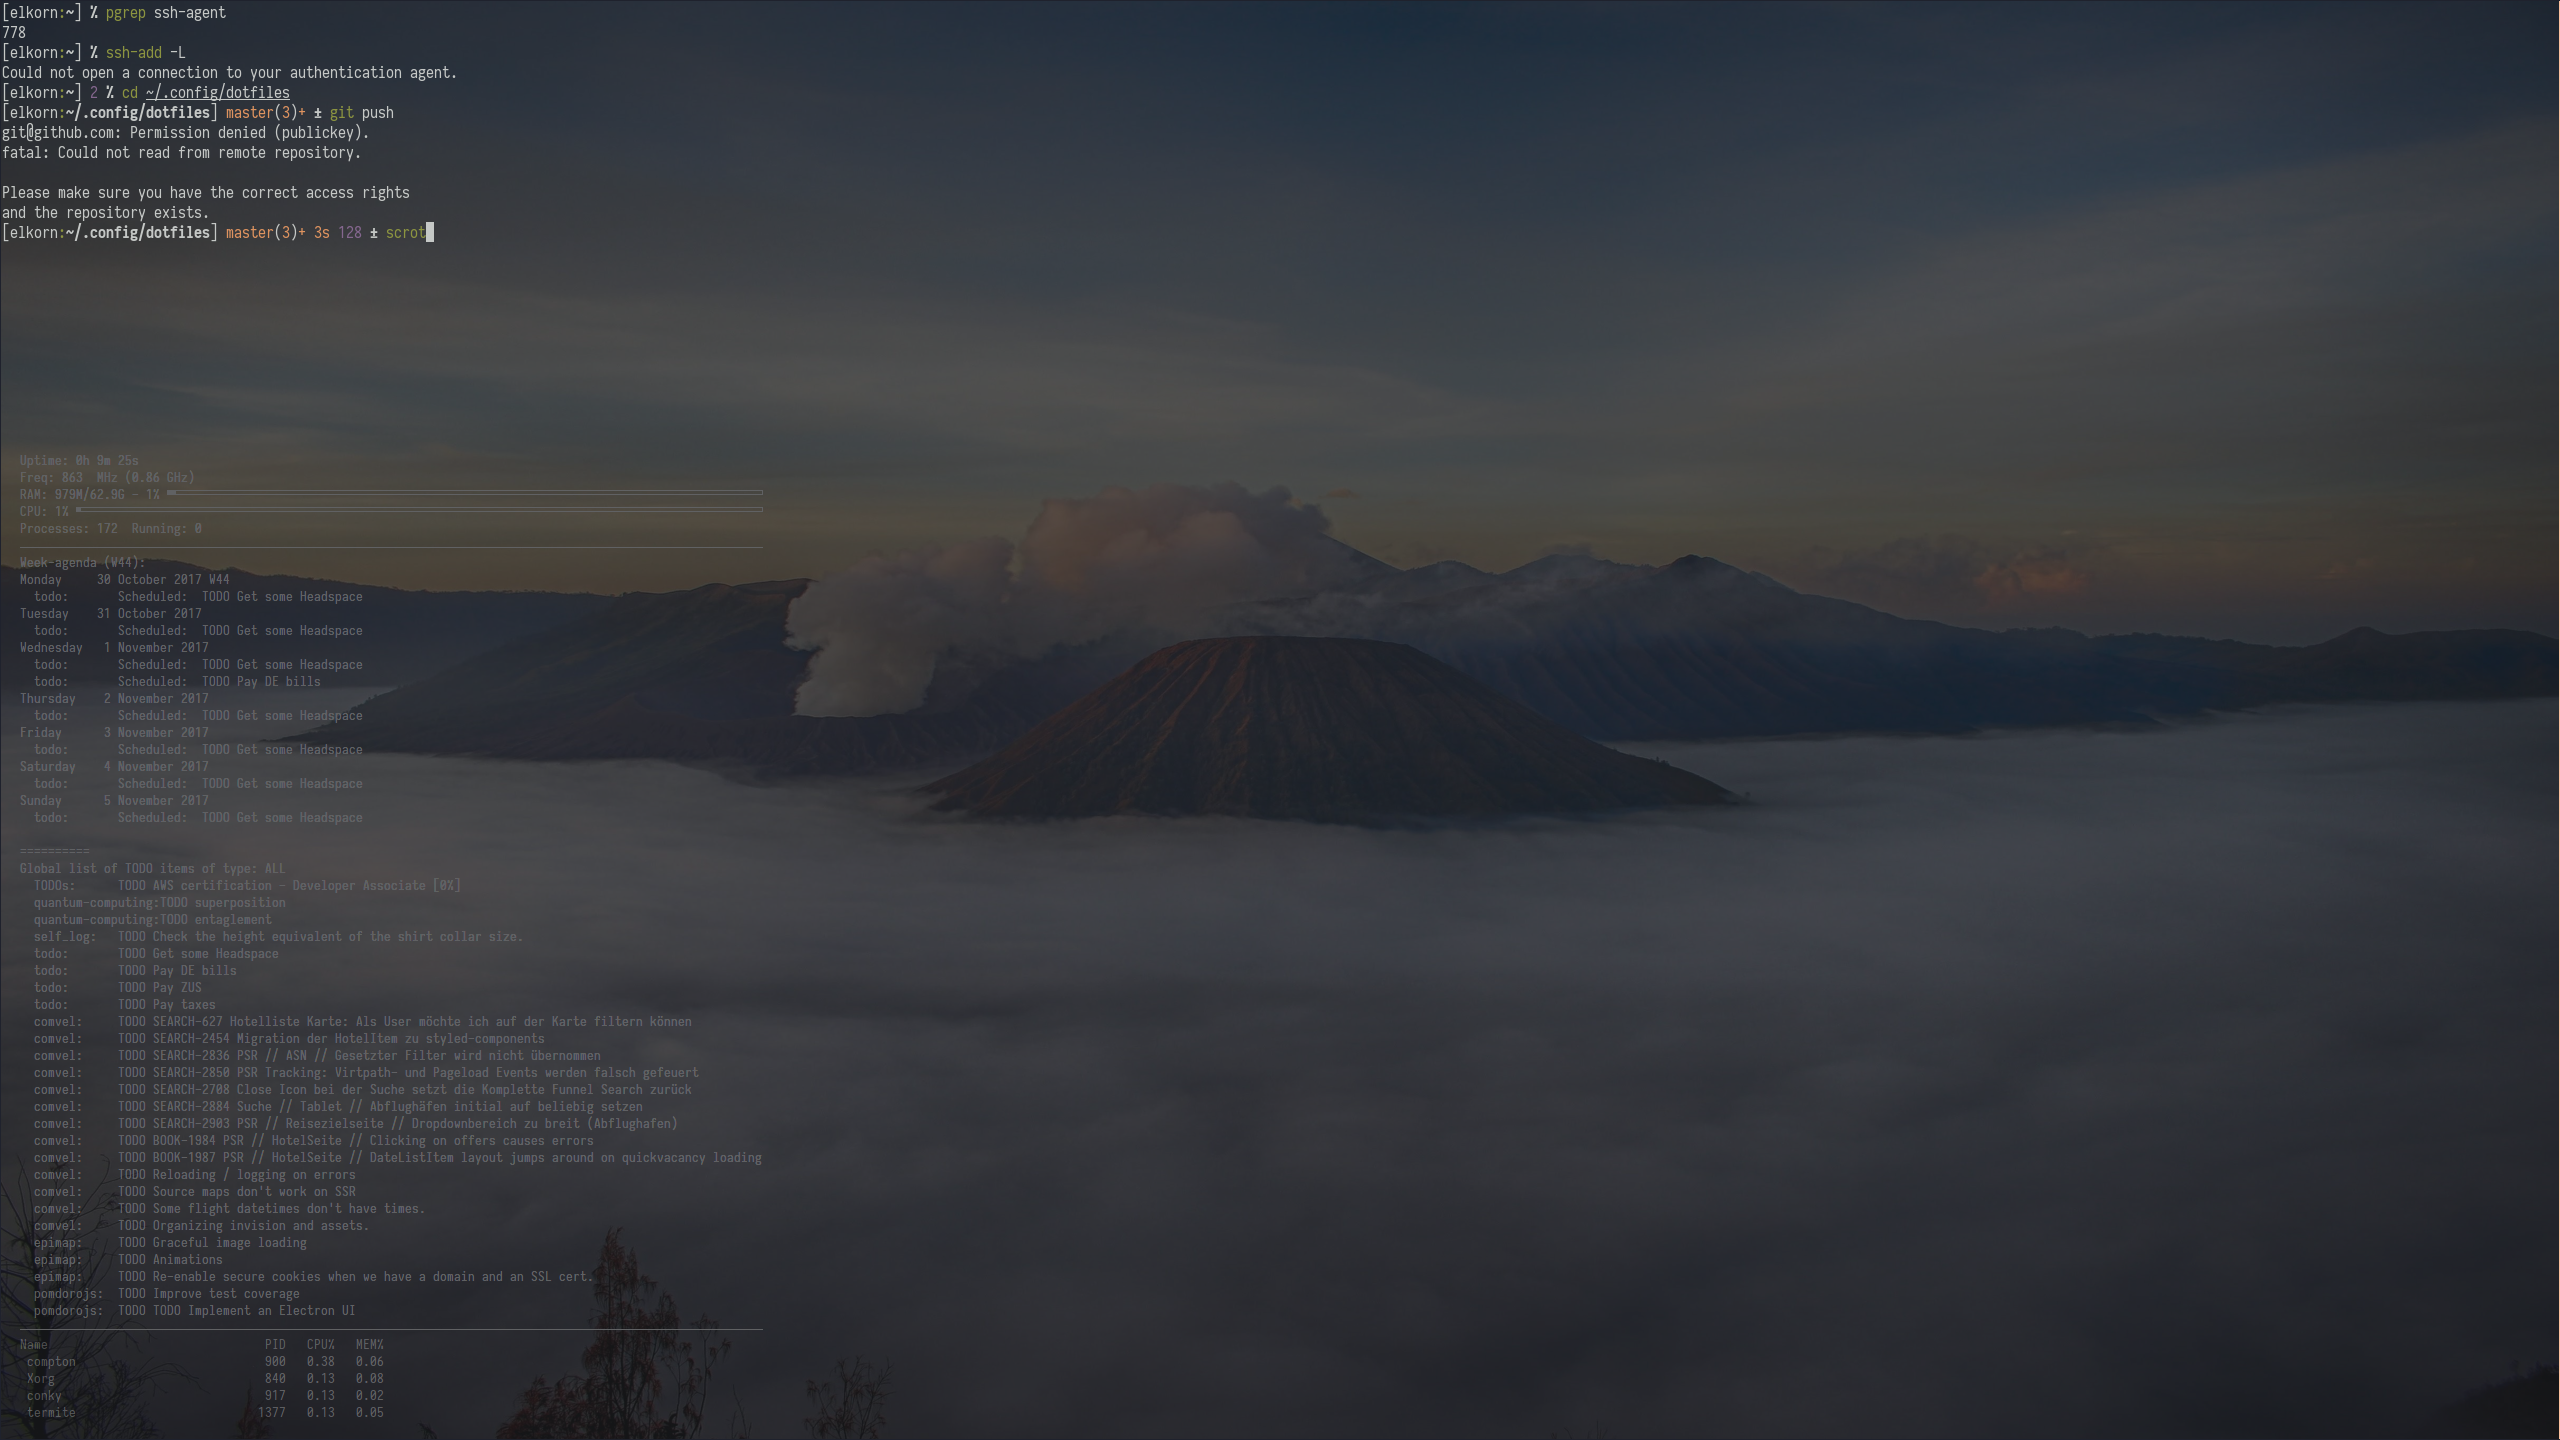 [elkorn:~] % pgrep ssh-agent
778
[elkorn:~] % ssh-add -L
Could not open a connection to your authentication agent.
[elkorn:~] 2 % cd ~/.config/dotfiles
[elkorn:~/.config/dotfiles] master(3)+ ± git push
git@github.com: Permission denied (publickey).
fatal: Could not read from remote repository.

Please make sure you have the correct access rights
and the repository exists.
[elkorn:~/.config/dotfiles] master(3)+ 3s 128 ± scrot
Uptime: 0h 9m 25s
Freq: 863  MHz (0.86 GHz)
RAM: 979M/62.9G - 1%
CPU: 1%
Processes: 172  Running: 0
Week-agenda (W44):
Monday     30 October 2017 W44
  todo:       Scheduled:  TODO Get some Headspace
Tuesday    31 October 2017
  todo:       Scheduled:  TODO Get some Headspace
Wednesday   1 November 2017
  todo:       Scheduled:  TODO Get some Headspace
  todo:       Scheduled:  TODO Pay DE bills
Thursday    2 November 2017
  todo:       Scheduled:  TODO Get some Headspace
Friday      3 November 2017
  todo:       Scheduled:  TODO Get some Headspace
Saturday    4 November 2017
  todo:       Scheduled:  TODO Get some Headspace
Sunday      5 November 2017
  todo:       Scheduled:  TODO Get some Headspace

==========
Global list of TODO items of type: ALL
  TODOs:      TODO AWS certification - Developer Associate [0%]
  quantum-computing:TODO superposition
  quantum-computing:TODO entaglement
  self_log:   TODO Check the height equivalent of the shirt collar size.
  todo:       TODO Get some Headspace
  todo:       TODO Pay DE bills
  todo:       TODO Pay ZUS
  todo:       TODO Pay taxes
  comvel:     TODO SEARCH-627 Hotelliste Karte: Als User möchte ich auf der Karte filtern können
  comvel:     TODO SEARCH-2454 Migration der HotelItem zu styled-components
  comvel:     TODO SEARCH-2836 PSR // ASN // Gesetzter Filter wird nicht übernommen
  comvel:     TODO SEARCH-2850 PSR Tracking: Virtpath- und Pageload Events werden falsch gefeuert
  comvel:     TODO SEARCH-2708 Close Icon bei der Suche setzt die Komplette Funnel Search zurück
  comvel:     TODO SEARCH-2884 Suche // Tablet // Abflughäfen initial auf beliebig setzen
  comvel:     TODO SEARCH-2903 PSR // Reisezielseite // Dropdownbereich zu breit (Abflughafen)
  comvel:     TODO BOOK-1984 PSR // HotelSeite // Clicking on offers causes errors
  comvel:     TODO BOOK-1987 PSR // HotelSeite // DateListItem layout jumps around on quickvacancy loading
  comvel:     TODO Reloading / logging on errors
  comvel:     TODO Source maps don't work on SSR
  comvel:     TODO Some flight datetimes don't have times.
  comvel:     TODO Organizing invision and assets.
  epimap:     TODO Graceful image loading
  epimap:     TODO Animations
  epimap:     TODO Re-enable secure cookies when we have a domain and an SSL cert.
  pomdorojs:  TODO Improve test coverage
  pomdorojs:  TODO TODO Implement an Electron UI
Name                               PID   CPU%   MEM%
 compton                           900   0.38   0.06
 Xorg                              840   0.13   0.08
 conky                             917   0.13   0.02
 termite                          1377   0.13   0.05